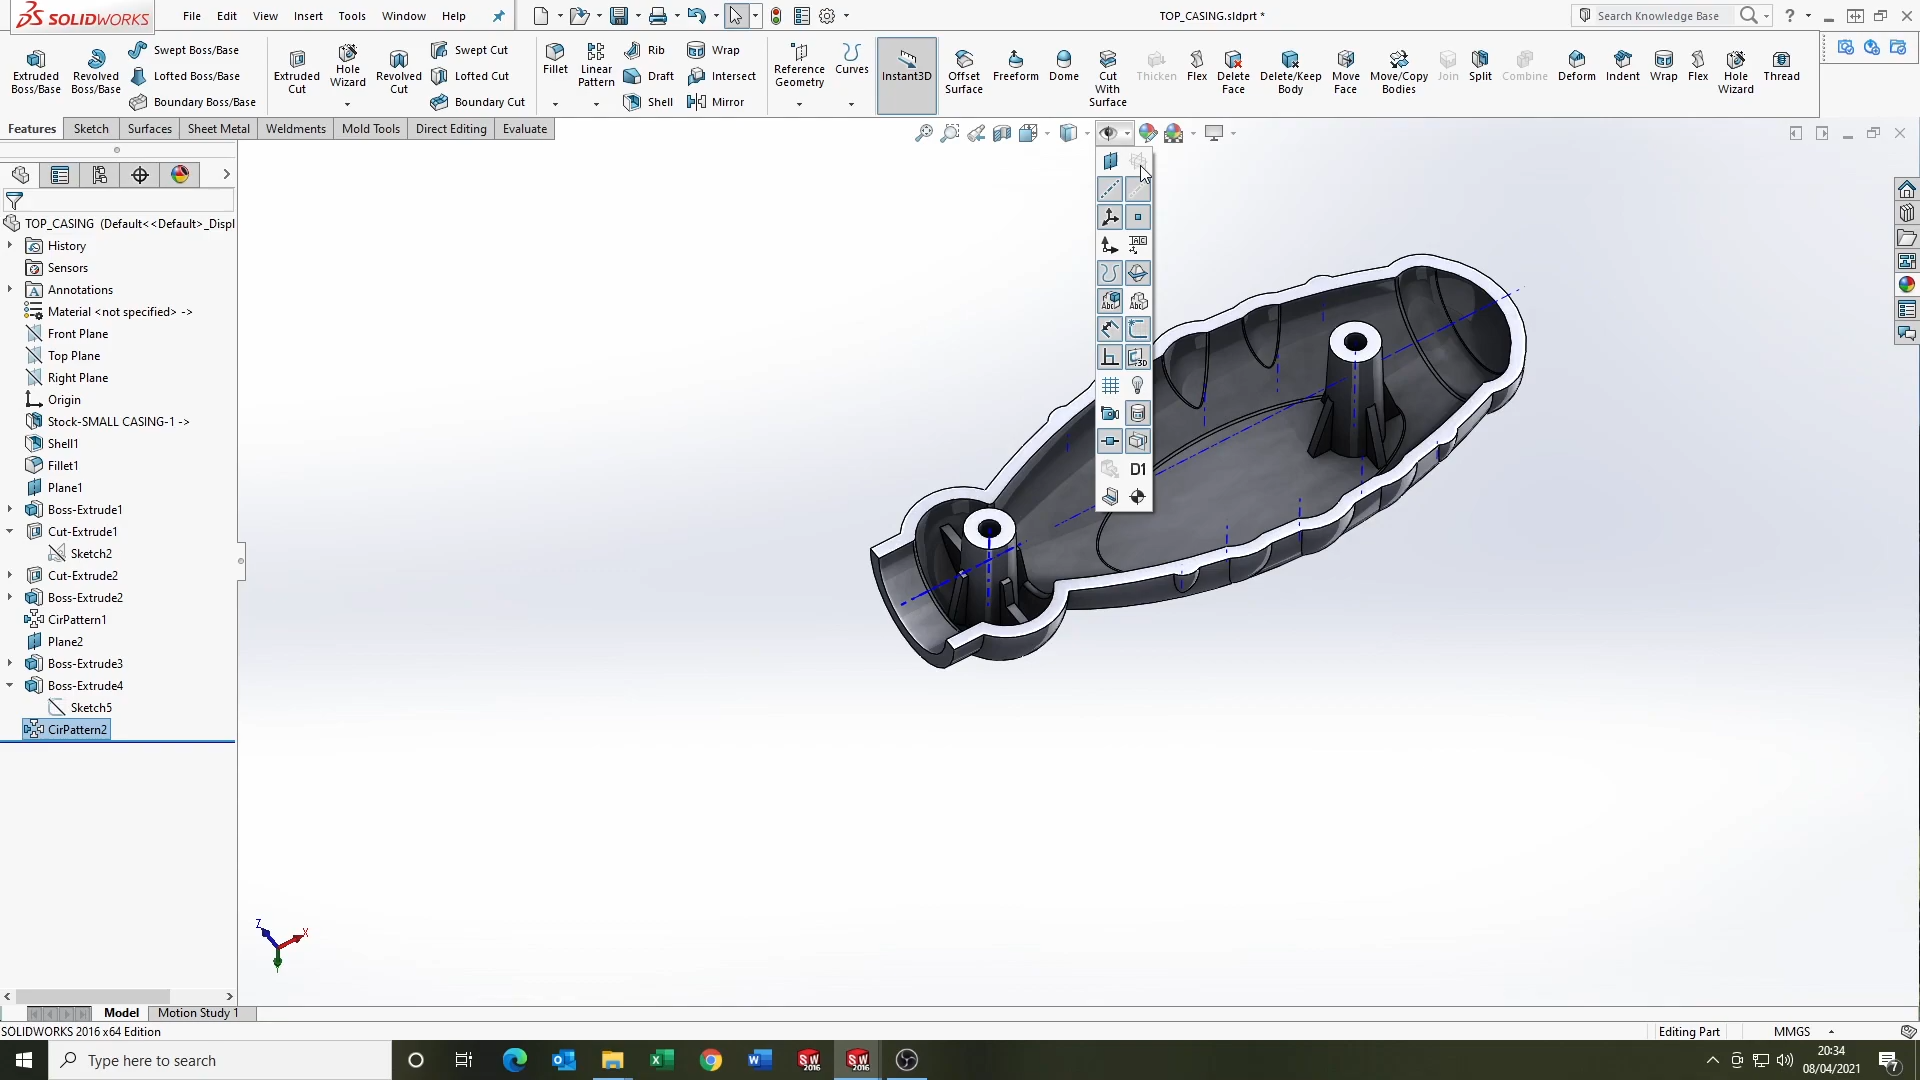 SOLIDWORKS
File Edit View Insert Tools Window Help
TOP_CASING.sldprt *
Search Knowledge Base
Extruded Boss/Base
Revolved Boss/Base
Swept Boss/Base
Lofted Boss/Base
Boundary Boss/Base
Extruded Cut
Hole Wizard
Revolved Cut
Swept Cut
Lofted Cut
Boundary Cut
Fillet
Linear Pattern
Rib
Draft
Shell
Wrap
Intersect
Mirror
Reference Geometry
Curves
Instant3D
Offset Surface
Freeform
Dome
Cut With Surface
Thicken
Flex
Delete Face
Delete/Keep Body
Move Face
Move/Copy Bodies
Join
Split
Combine
Deform
Indent
Wrap
Flex
Hole Wizard
Thread
Features Sketch Surfaces Sheet Metal Weldments Mold Tools Direct Editing Evaluate
TOP_CASING (Default<<Default>_Displ
History
Sensors
Annotations
Material <not specified> ->
Front Plane
Top Plane
Right Plane
Origin
Stock-SMALL CASING-1 ->
Shell1
Fillet1
Plane1
Boss-Extrude1
Cut-Extrude1
Sketch2
Cut-Extrude2
Boss-Extrude2
CirPattern1
Plane2
Boss-Extrude3
Boss-Extrude4
Sketch5
CirPattern2
D1
Z X
Model Motion Study 1
SOLIDWORKS 2016 x64 Edition
Editing Part MMGS
Type here to search
20:34
08/04/2021
7